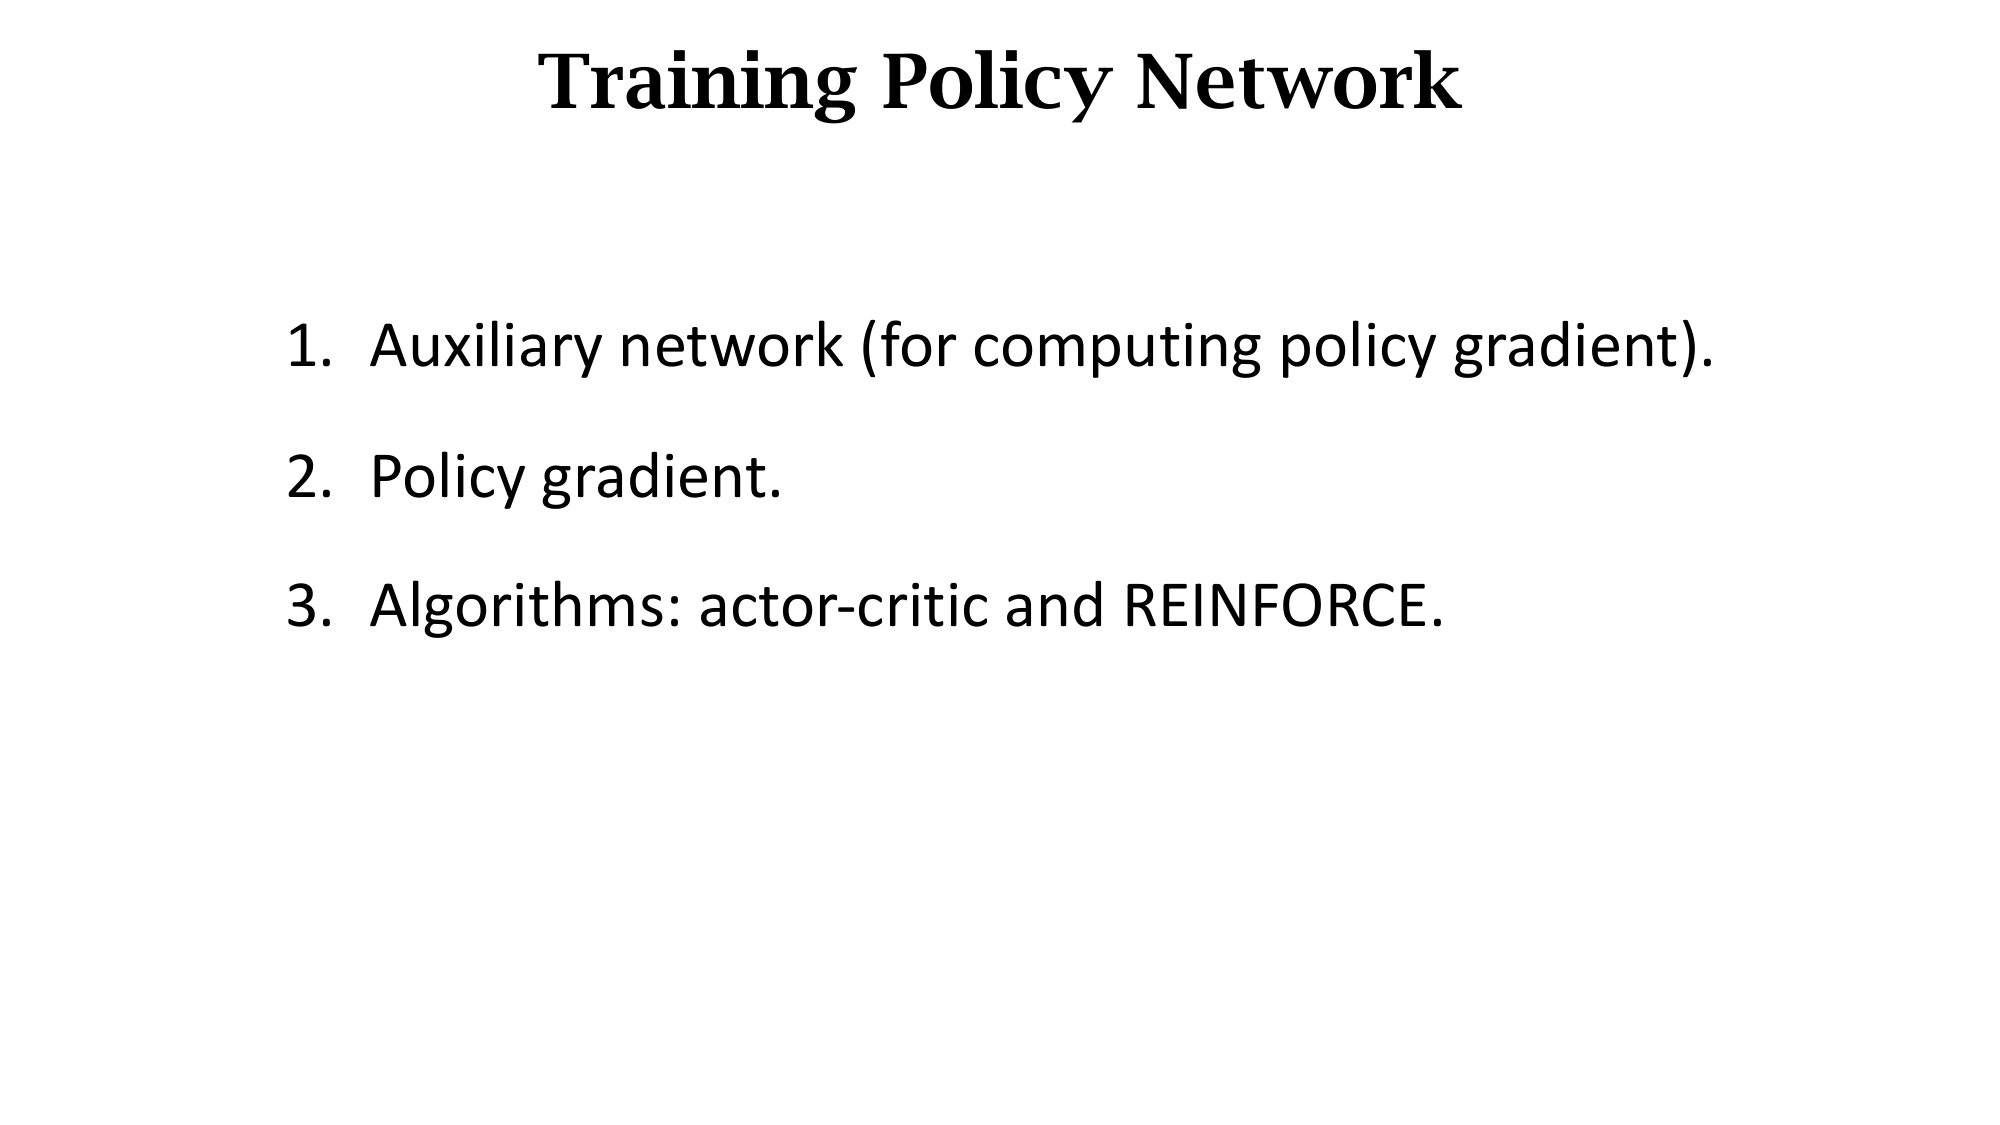 Training Policy Network
1. Auxiliary network (for computing policy gradient).
2. Policy gradient.
3. Algorithms: actor-critic and REINFORCE.